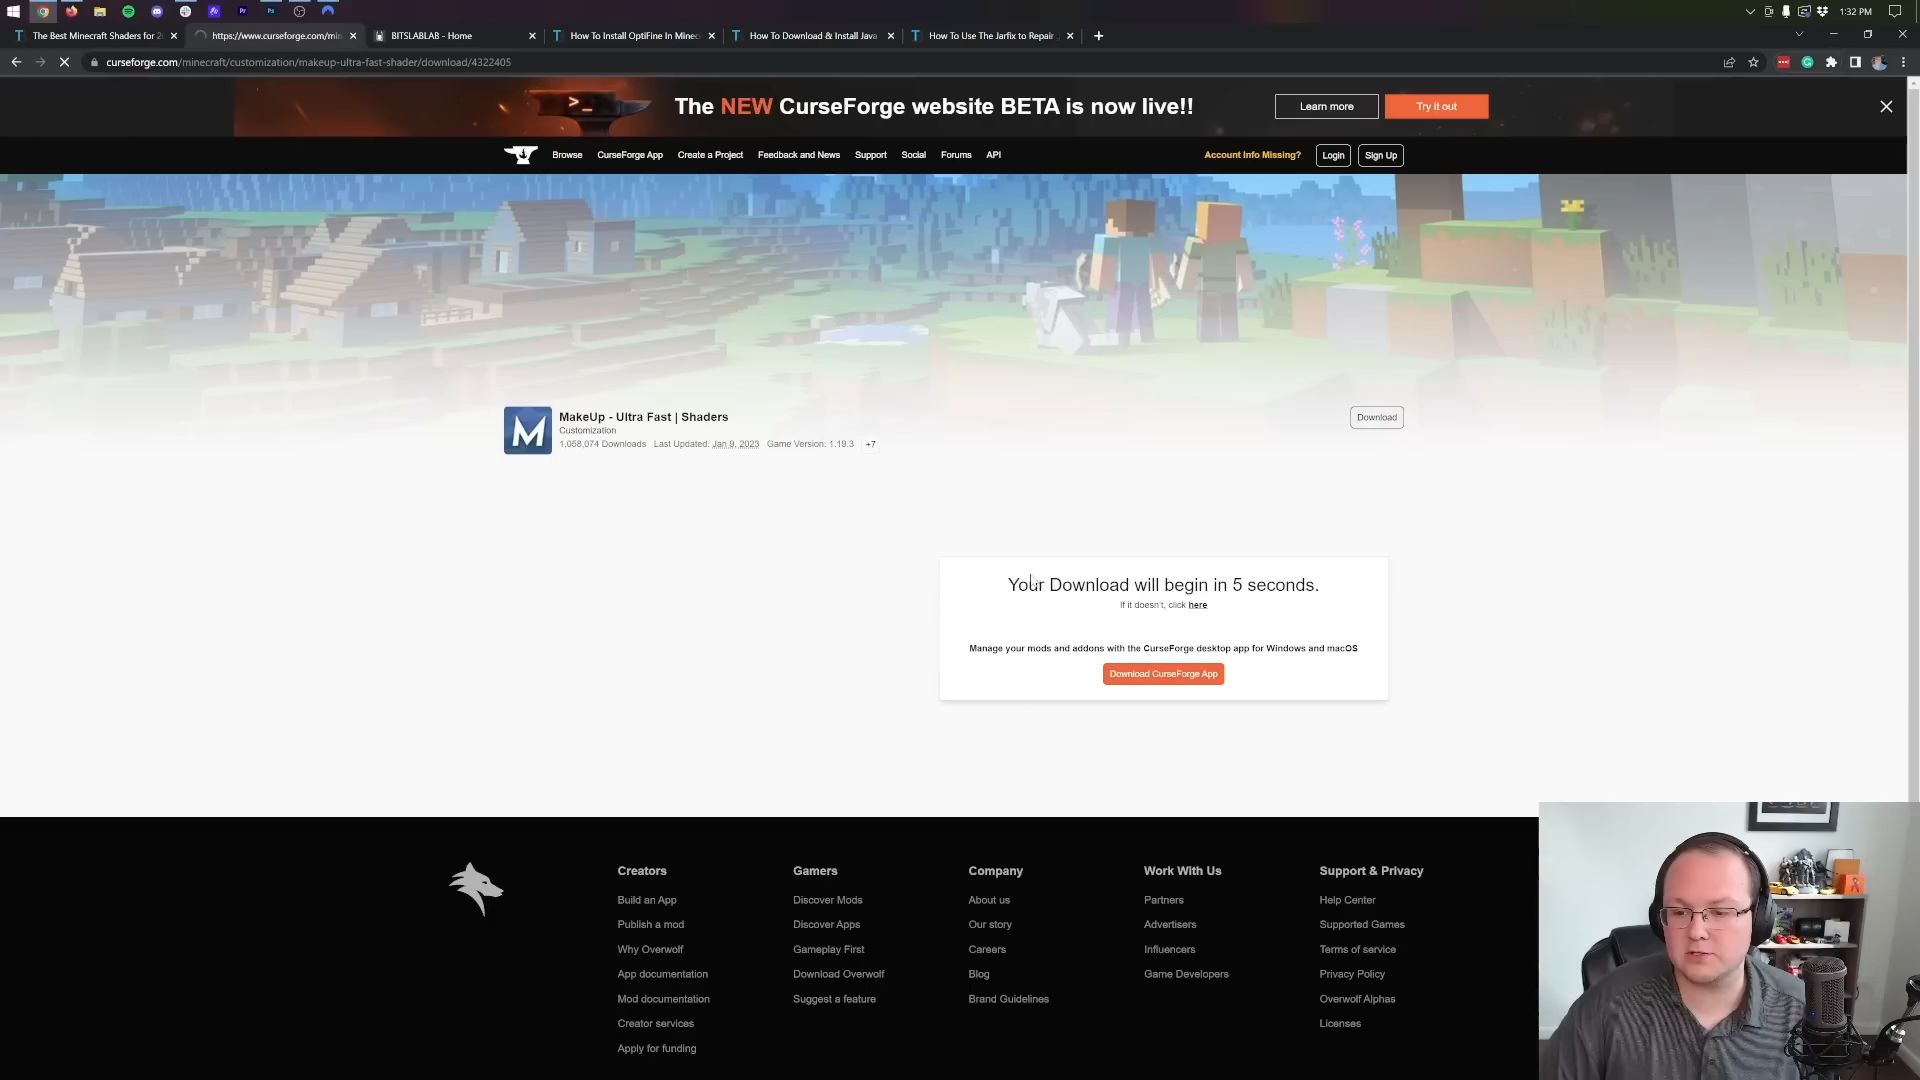 1:32 PM
The Best Minecraft Shaders for 2
https://www.curseforge.com/min
BITSLABLAB - Home
How To Install OptiFine In Minec
How To Download & Install Java
How To Use The Jarfix to Repair
curseforge.com/minecraft/customization/makeup-ultra-fast-shader/download/4322405
The NEW CurseForge website BETA is now live!!
Learn more
Try it out
Browse
CurseForge App
Create a Project
Feedback and News
Support
Social
Forums
API
Account Info Missing?
Login
Sign Up
M
MakeUp - Ultra Fast | Shaders
Download
Customization
1,058,074 Downloads Last Updated: Jan 9, 2023 Game Version: 1.19.3 +7
Your Download will begin in 5 seconds.
If it doesn't, click here
Manage your mods and addons with the CurseForge desktop app for Windows and macOS
Download CurseForge App
Creators
Build an App
Publish a mod
Why Overwolf
App documentation
Mod documentation
Creator services
Apply for funding
Gamers
Discover Mods
Discover Apps
Gameplay First
Download Overwolf
Suggest a feature
Company
About us
Our story
Careers
Blog
Brand Guidelines
Work With Us
Partners
Advertisers
Influencers
Game Developers
Support & Privacy
Help Center
Supported Games
Terms of service
Privacy Policy
Overwolf Alphas
Licenses